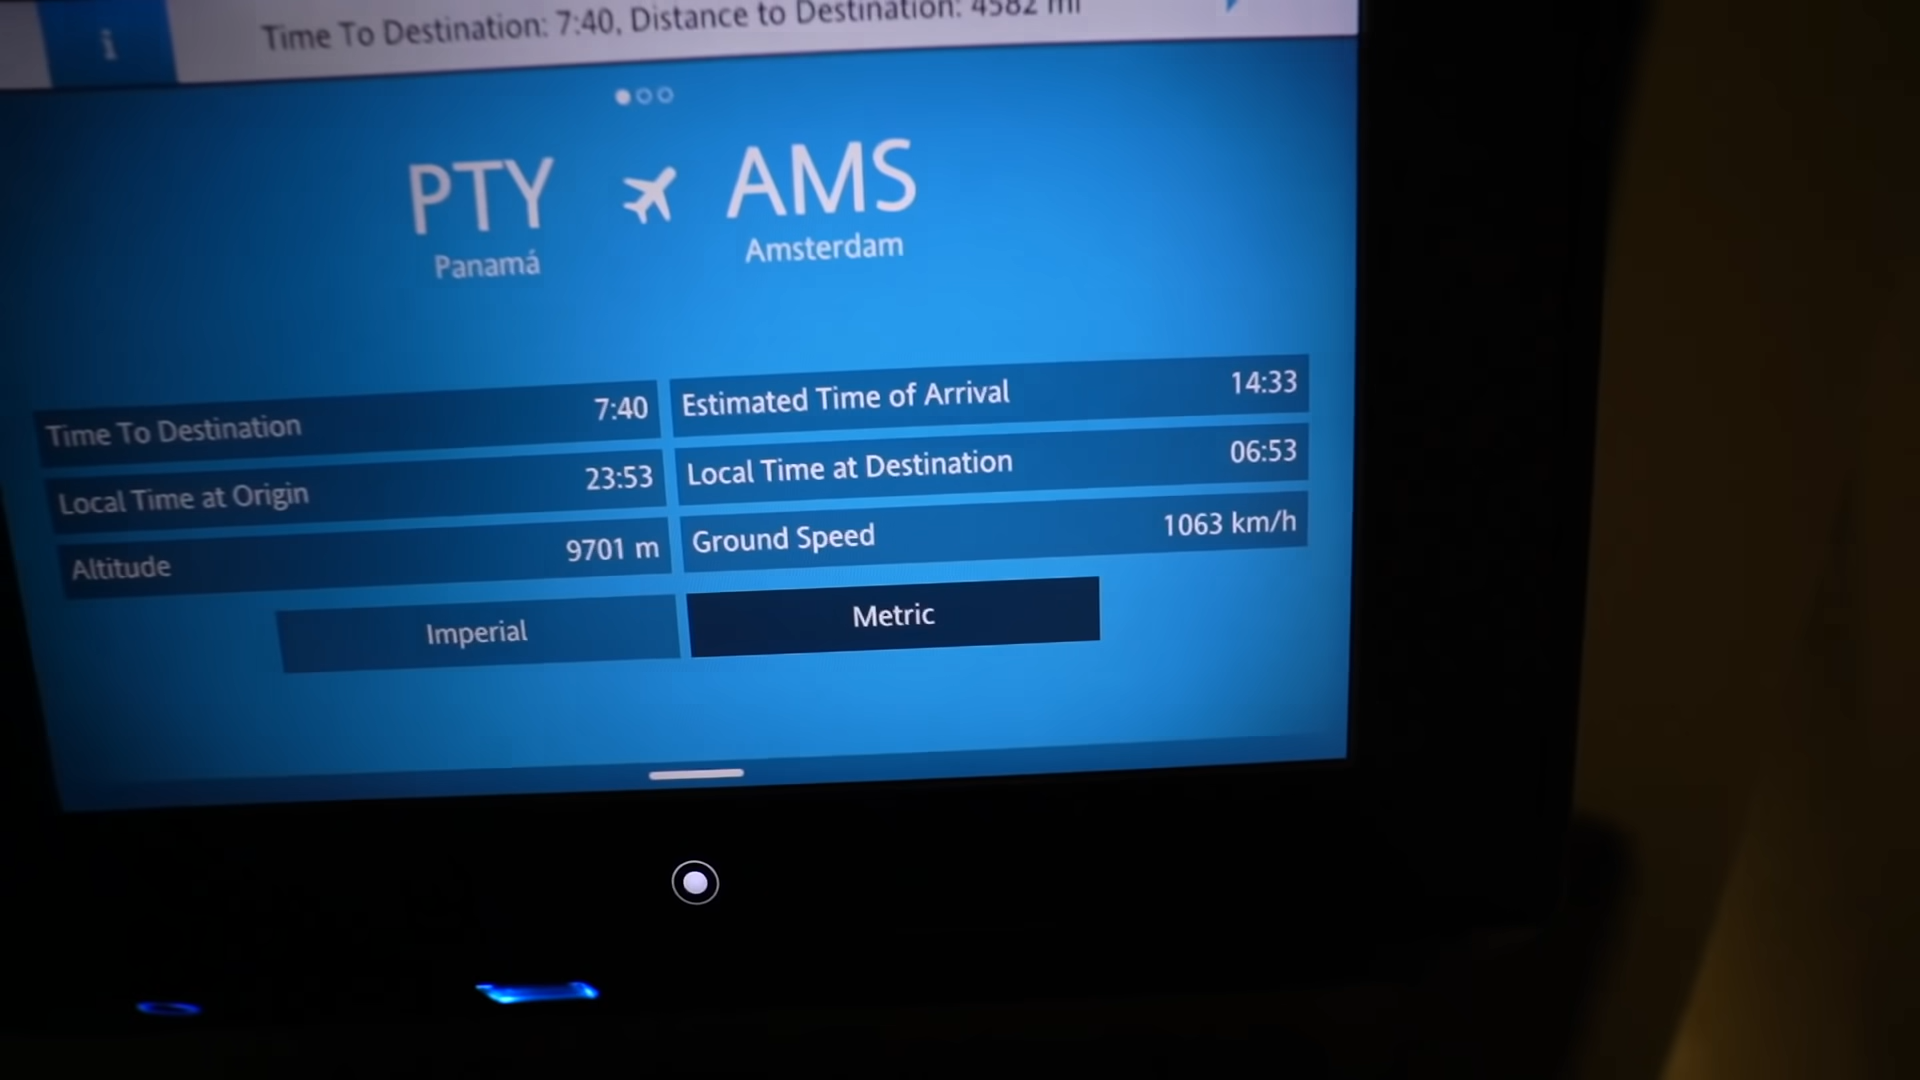 i
Time To Destination: 7:40, Distance to Destination: 4582 mi
PTY AMS
Panamá Amsterdam
Time To Destination 7:40 Estimated Time of Arrival 14:33
Local Time at Origin 23:53 Local Time at Destination 06:53
Altitude 9701 m Ground Speed 1063 km/h
Imperial Metric